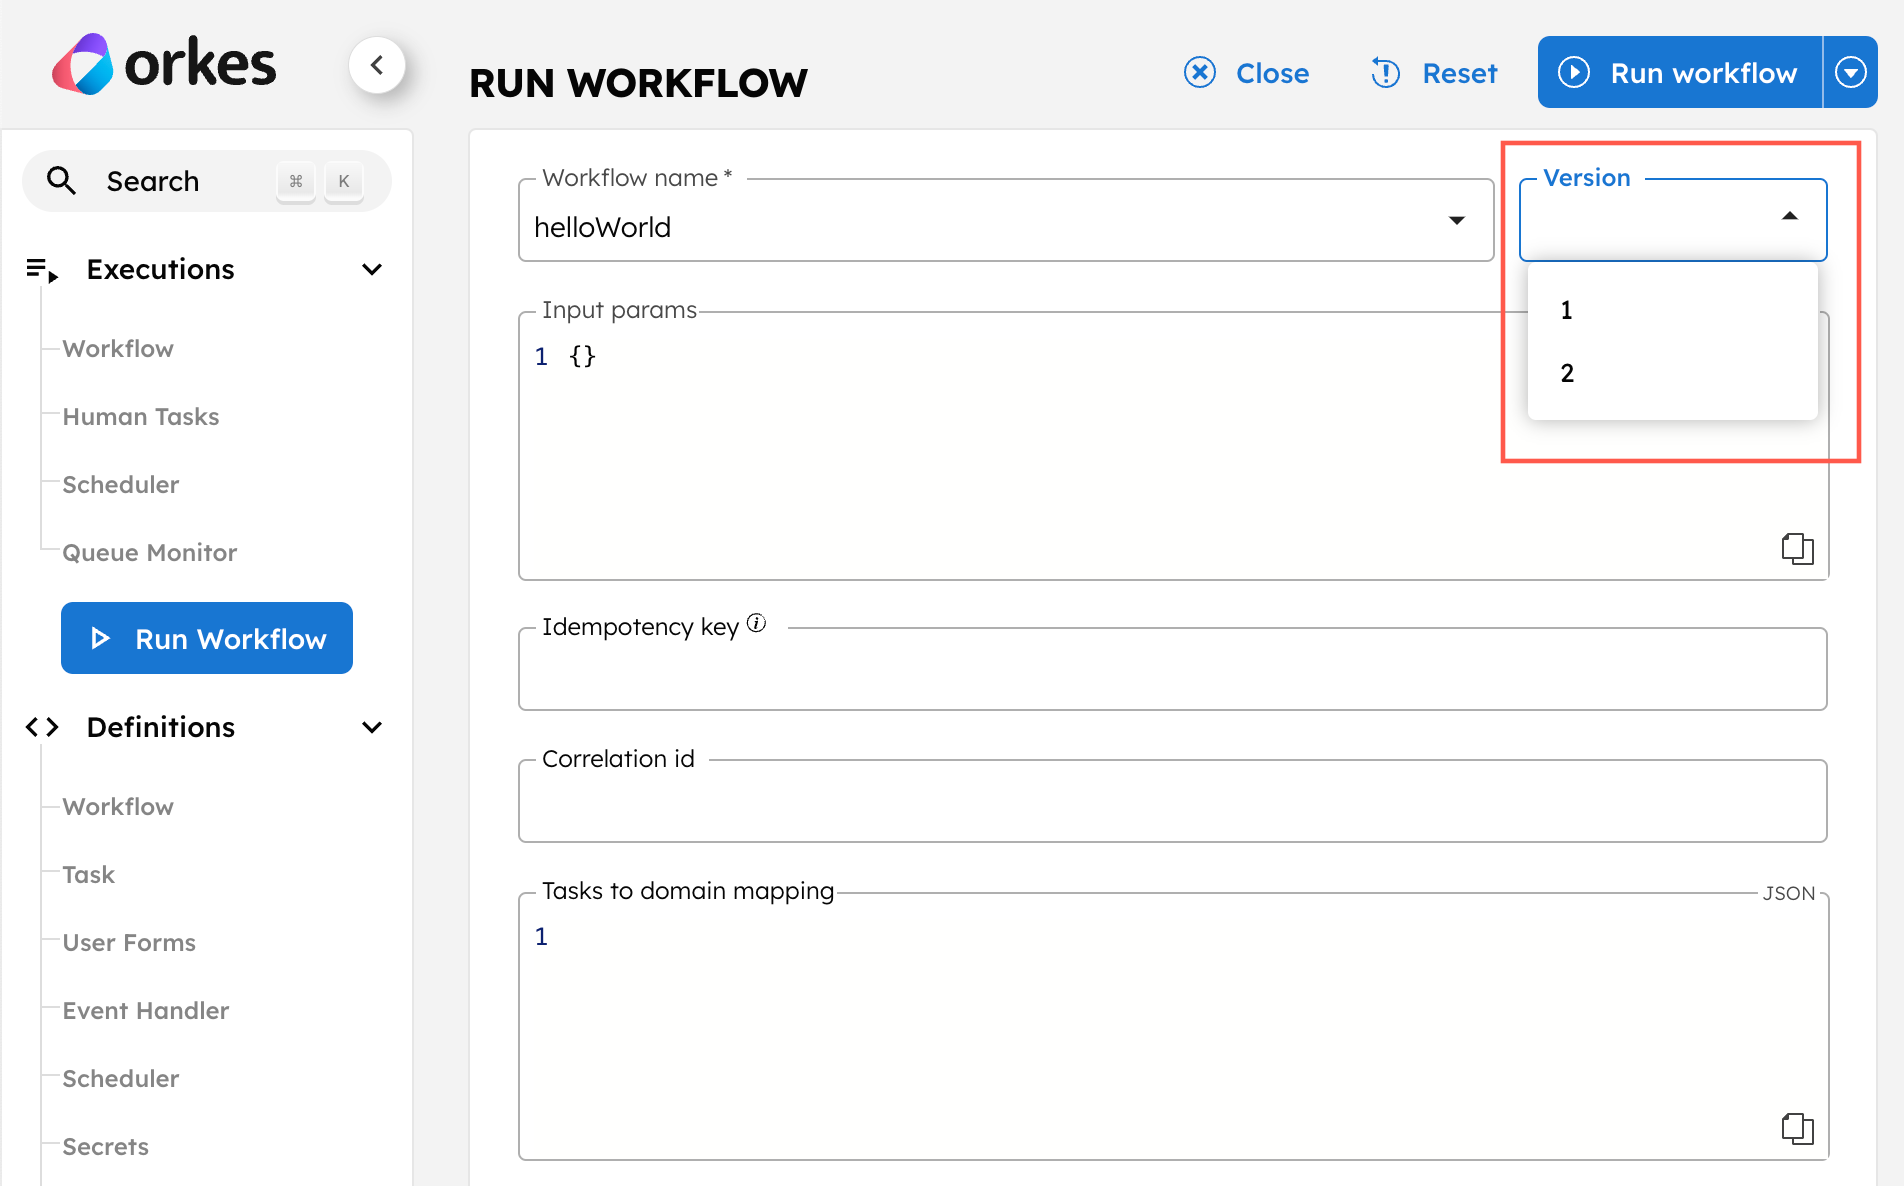 orkes
Search ⌘ K
Executions
Workflow
Human Tasks
Scheduler
Queue Monitor
Run Workflow
Definitions
Workflow
Task
User Forms
Event Handler
Scheduler
Secrets
RUN WORKFLOW
Close
Reset
Run workflow
Workflow name *
helloWorld
Version
1
2
Input params
1 {}
Idempotency key
Correlation id
Tasks to domain mapping
JSON
1